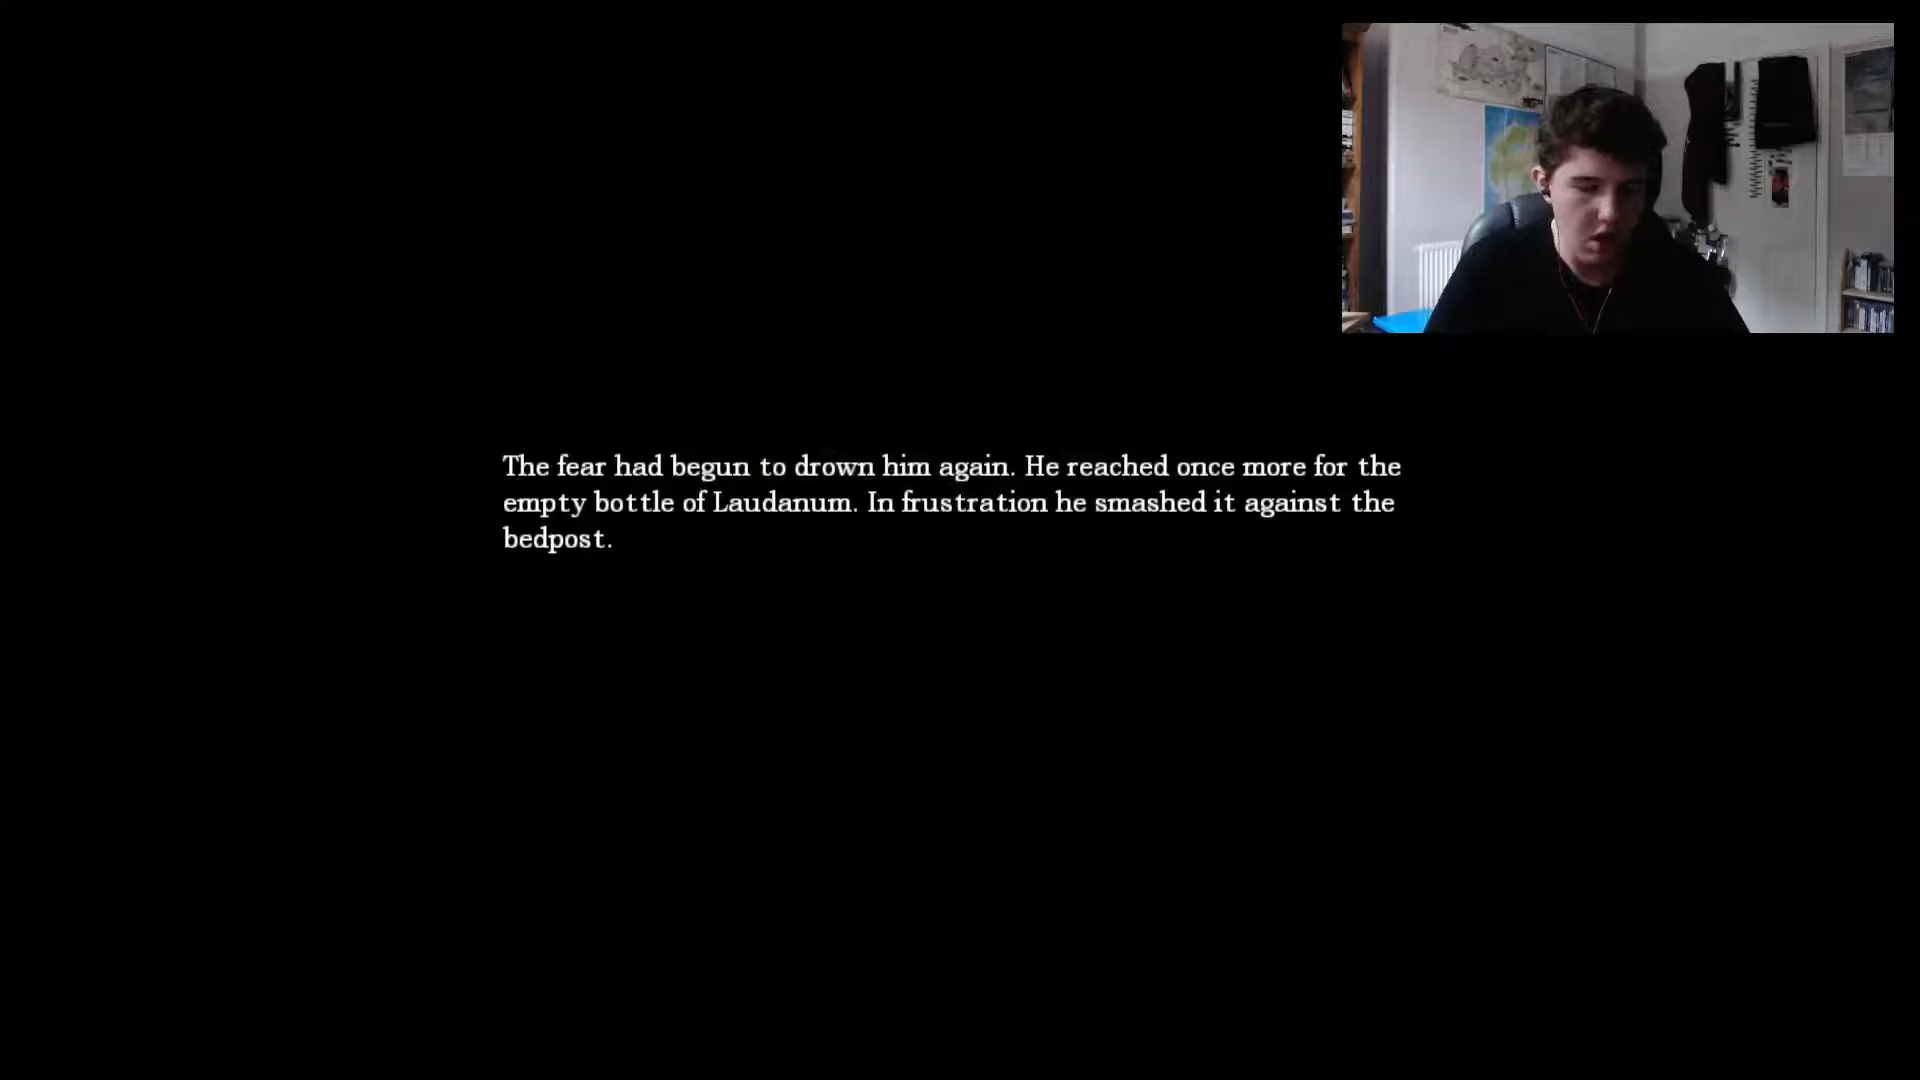 The fear had begun to drown him again. He reached once more for the
empty bottle of Laudanum. In frustration he smashed it against the
bedpost.